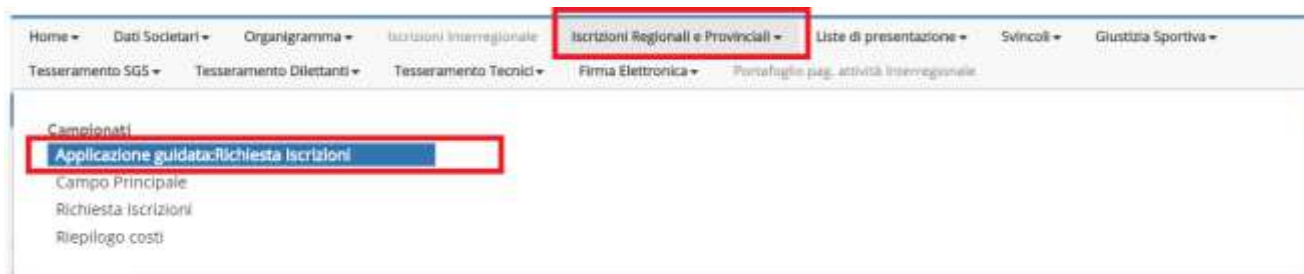 Home Dati Societari Organigramma Iscrizioni Interregionale Iscrizioni Regionali e Provinciali Liste di presentazione Svincoli Giustizia Sportiva
Tesseramento SGS Tesseramento Dilettanti Tesseramento Tecnici Firma Elettronica Portafoglio pag. attività Interregionale
Campionati
Applicazione guidata:Richiesta Iscrizioni
Campo Principale
Richiesta Iscrizioni
Riepilogo costi